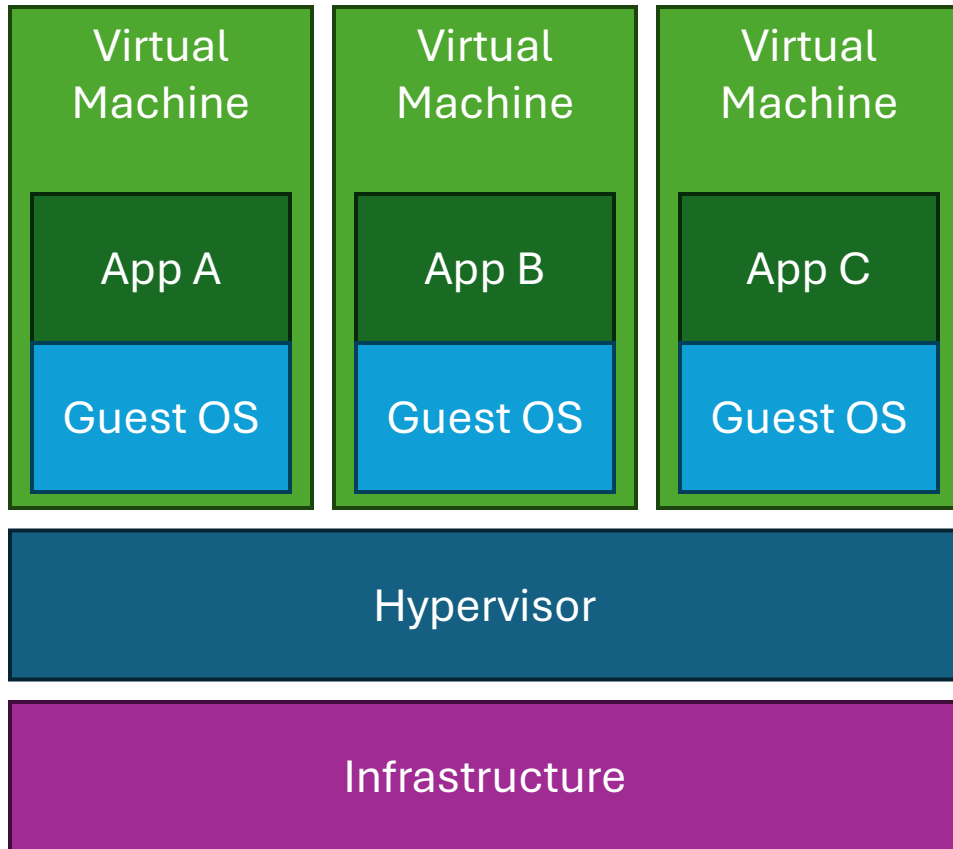 Virtual
Machine
Virtual
Machine
Virtual
Machine
App A
App B
App C
Guest OS
Guest OS
Guest OS
Hypervisor
Infrastructure